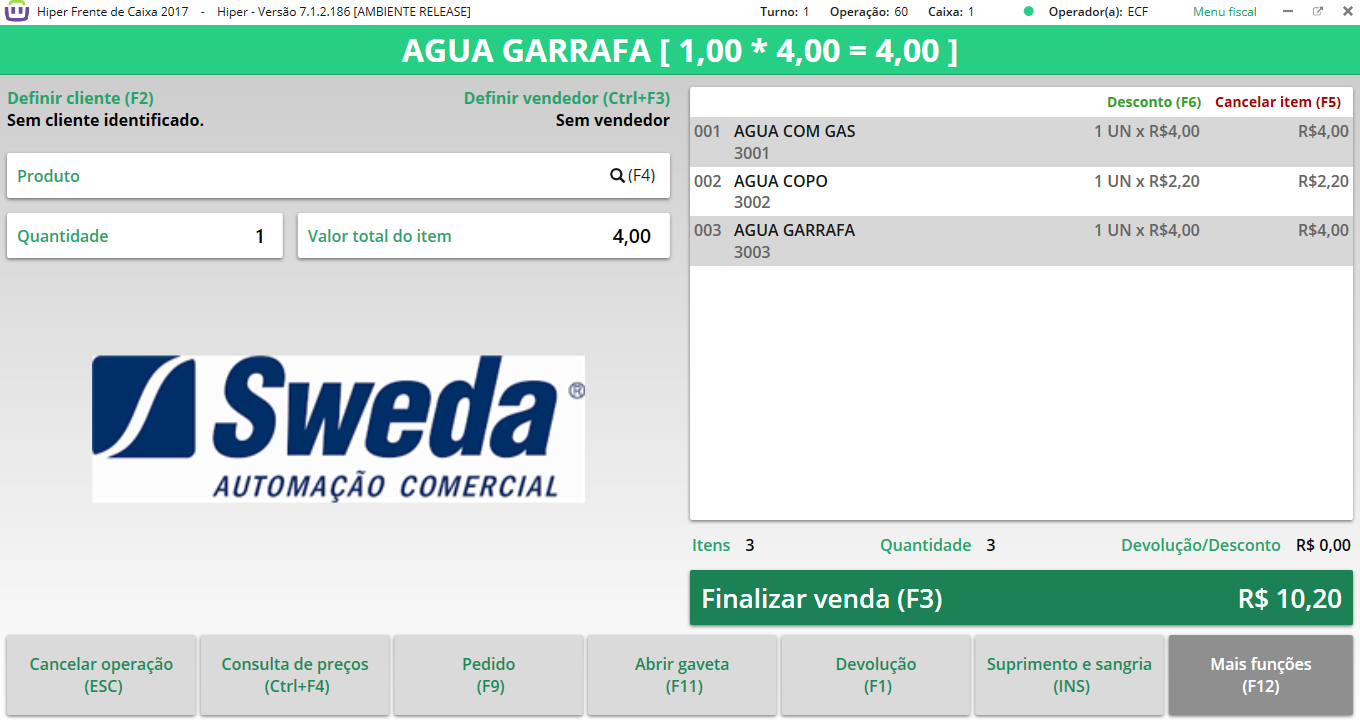 Hiper Frente de Caixa 2017 - Hiper - Versão 7.1.2.186 [AMBIENTE RELEASE] Turno: 1 Operação: 60 Caixa: 1 Operador(a): ECF Menu fiscal
AGUA GARRAFA [ 1,00 * 4,00 = 4,00 ]
Definir cliente (F2) Definir vendedor (Ctrl+F3)
Sem cliente identificado. Sem vendedor
Produto (F4)
Quantidade 1 Valor total do item 4,00
Sweda ®
AUTOMAÇÃO COMERCIAL
Desconto (F6) Cancelar item (F5)
001 AGUA COM GAS 1 UN x R$4,00 R$4,00
3001
002 AGUA COPO 1 UN x R$2,20 R$2,20
3002
003 AGUA GARRAFA 1 UN x R$4,00 R$4,00
3003
Itens 3 Quantidade 3 Devolução/Desconto R$ 0,00
Finalizar venda (F3) R$ 10,20
Cancelar operação
(ESC)
Consulta de preços
(Ctrl+F4)
Pedido
(F9)
Abrir gaveta
(F11)
Devolução
(F1)
Suprimento e sangria
(INS)
Mais funções
(F12)